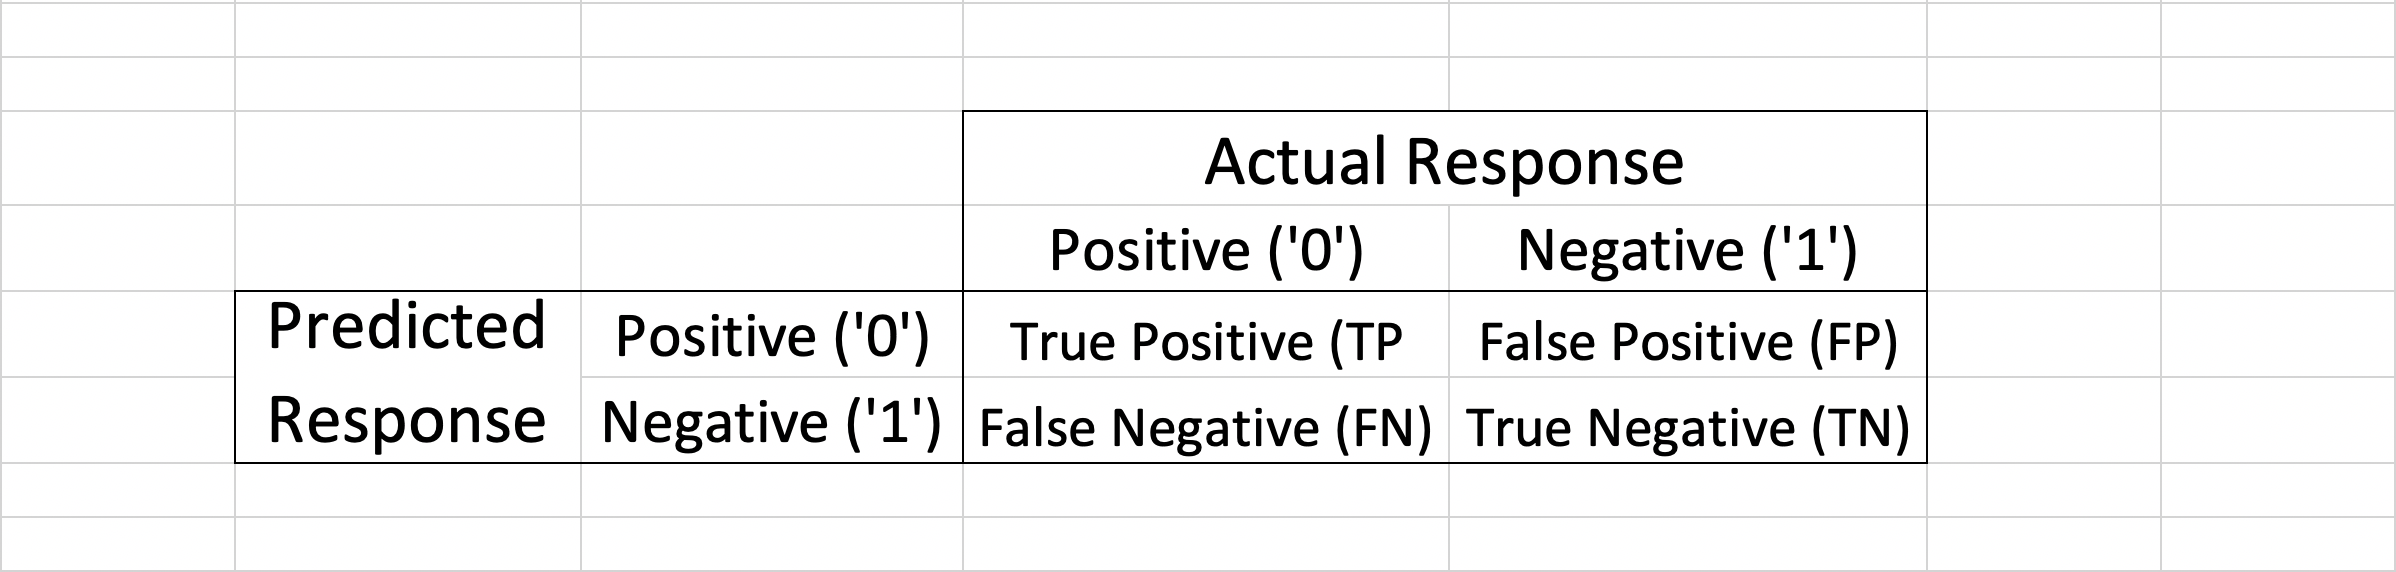 Actual Response
Positive ('0') Negative ('1')
Predicted Response
Positive ('0') True Positive (TP False Positive (FP)
Negative ('1') False Negative (FN) True Negative (TN)